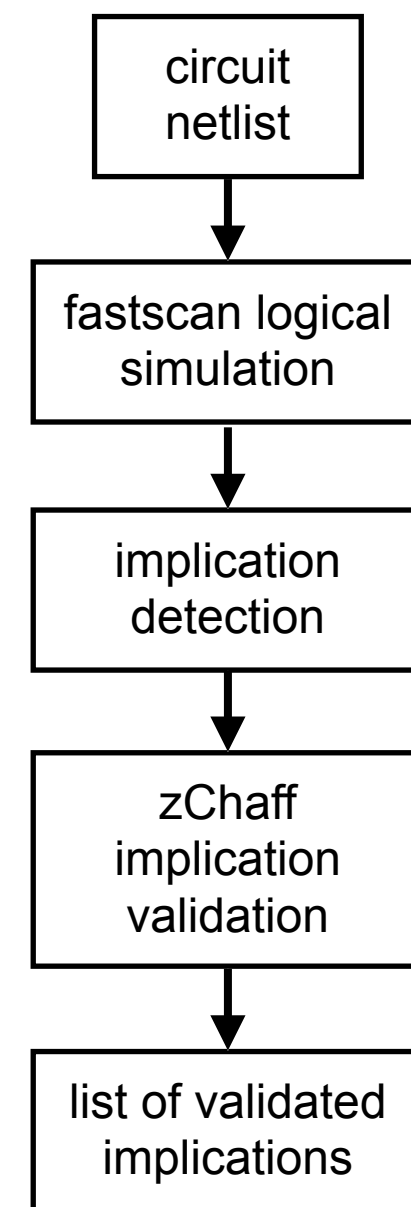 circuit
netlist
fastscan logical
simulation
implication
detection
zChaff
implication
validation
list of validated
implications